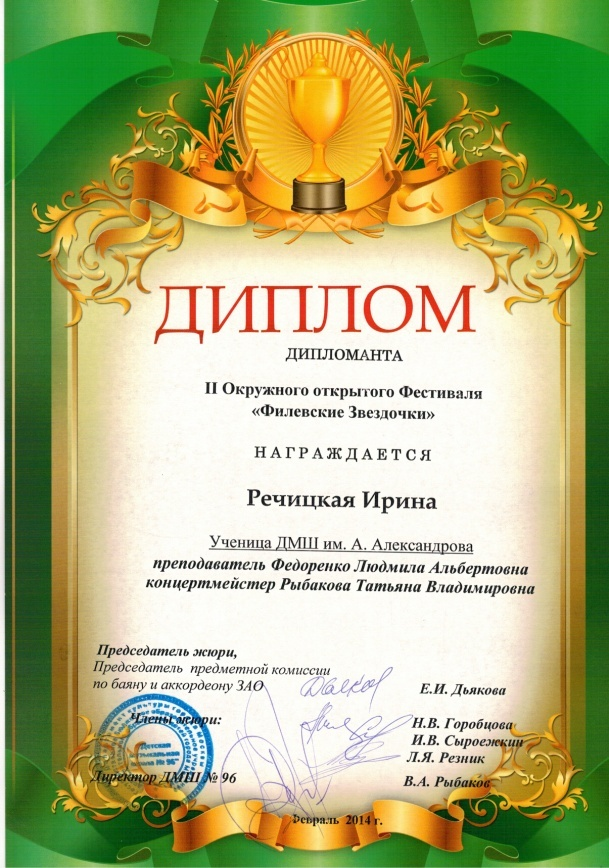 ДИПЛОМ
ДИПЛОМАНТА
II Окружного открытого Фестиваля
«Филевские Звездочки»
НАГРАЖДАЕТСЯ
Речицкая Ирина
Ученица ДМШ им. А. Александрова
преподаватель Федоренко Людмила Альбертовна
концертмейстер Рыбакова Татьяна Владимировна
Председатель жюри,
Председатель предметной комиссии
по баяну и аккордеону ЗАО Е.И. Дьякова
Члены жюри: Н.В. Горобцова
И.В. Сыроежкин
Л.Я. Резник
Директор ДМШ № 96 В.А. Рыбаков
Февраль 2014 г.